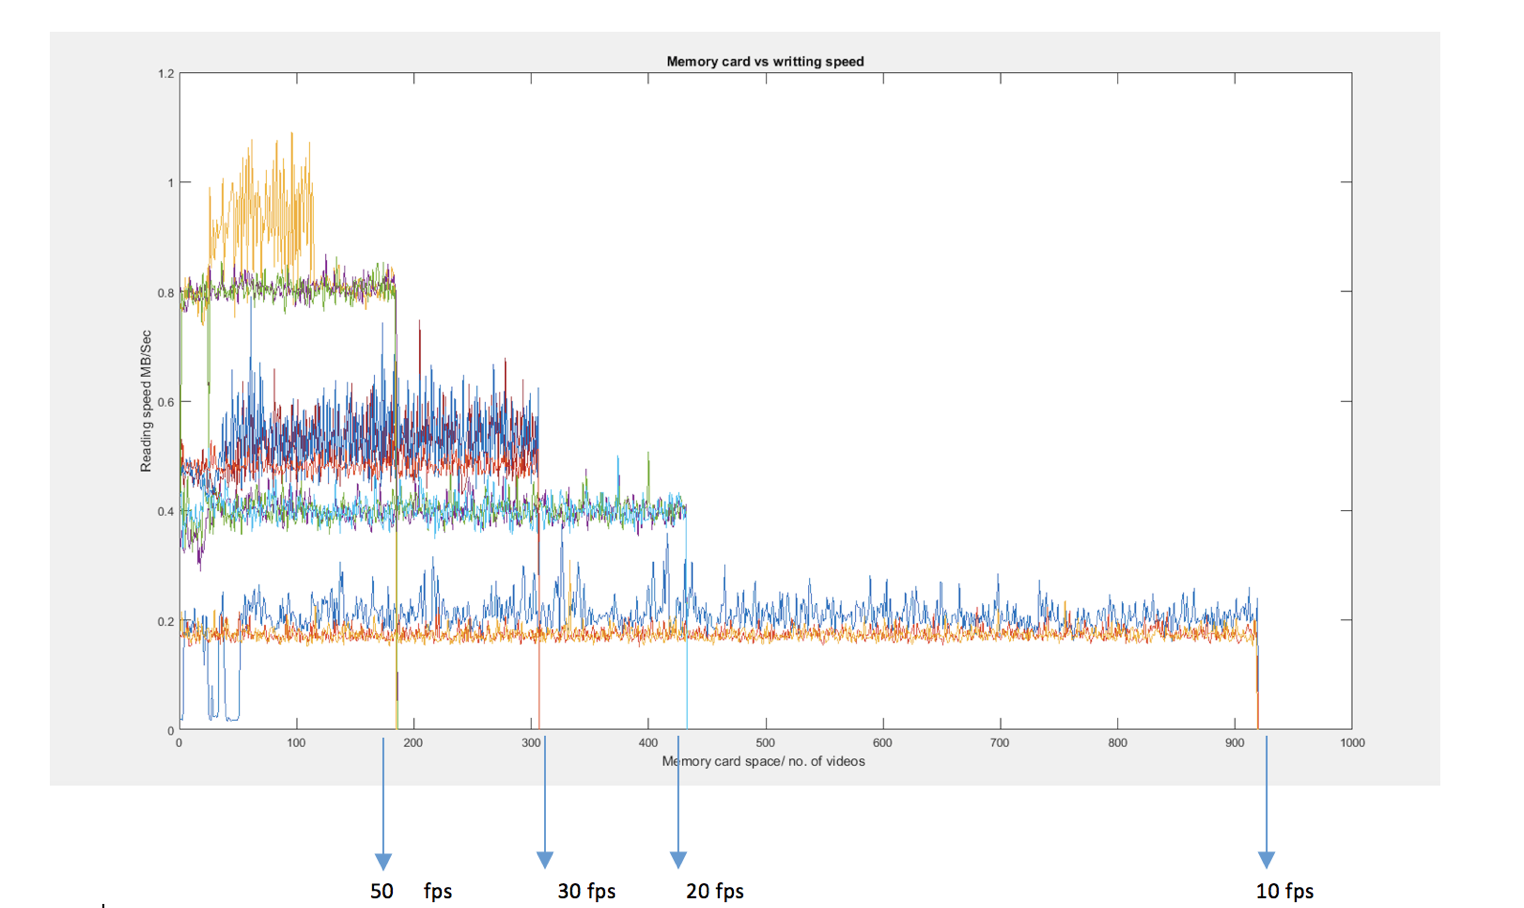 Memory card vs writting speed
1.2
1
0.8
0.6
0.4
0.2
0
Reading speed MB/Sec
0 100 200 300 400 500 600 700 800 900 1000
Memory card space/ no. of videos
50 fps 30 fps 20 fps 10 fps